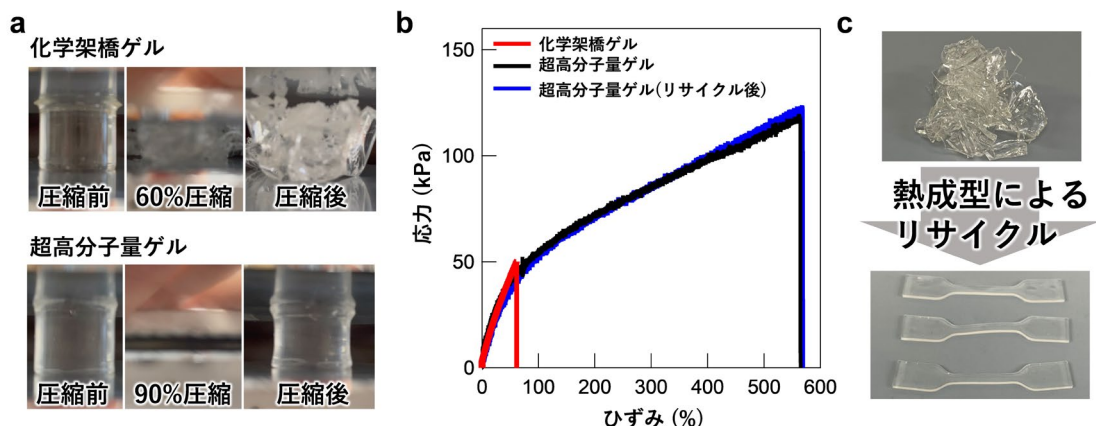 a
化学架橋ゲル
圧縮前
60%圧縮
圧縮後
超高分子量ゲル
圧縮前
90%圧縮
圧縮後
b
150
100
50
0
応力 (kPa)
化学架橋ゲル
超高分子量ゲル
超高分子量ゲル(リサイクル後)
0 100 200 300 400 500 600
ひずみ (%)
c
熱成型による
リサイクル